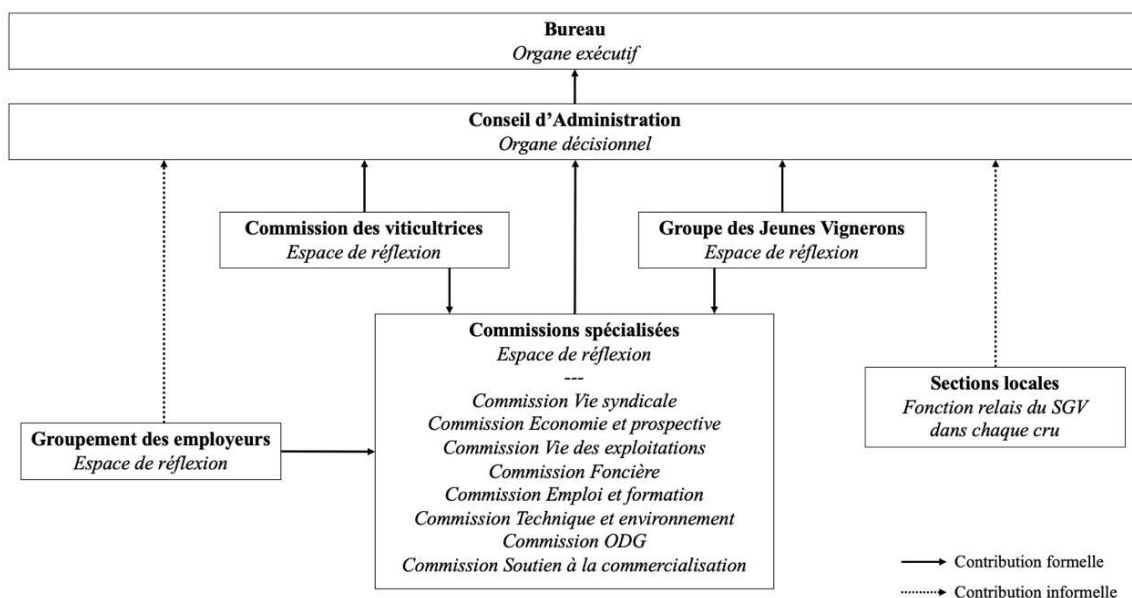 Bureau
Organe exécutif
Conseil d’Administration
Organe décisionnel
Commission des viticultrices
Espace de réflexion
Groupe des Jeunes Vignerons
Espace de réflexion
Commissions spécialisées
Espace de réflexion
---
Commission Vie syndicale
Commission Economie et prospective
Commission Vie des exploitations
Commission Foncière
Commission Emploi et formation
Commission Technique et environnement
Commission ODG
Commission Soutien à la commercialisation
Groupement des employeurs
Espace de réflexion
Sections locales
Fonction relais du SGV
dans chaque cru
Contribution formelle
Contribution informelle